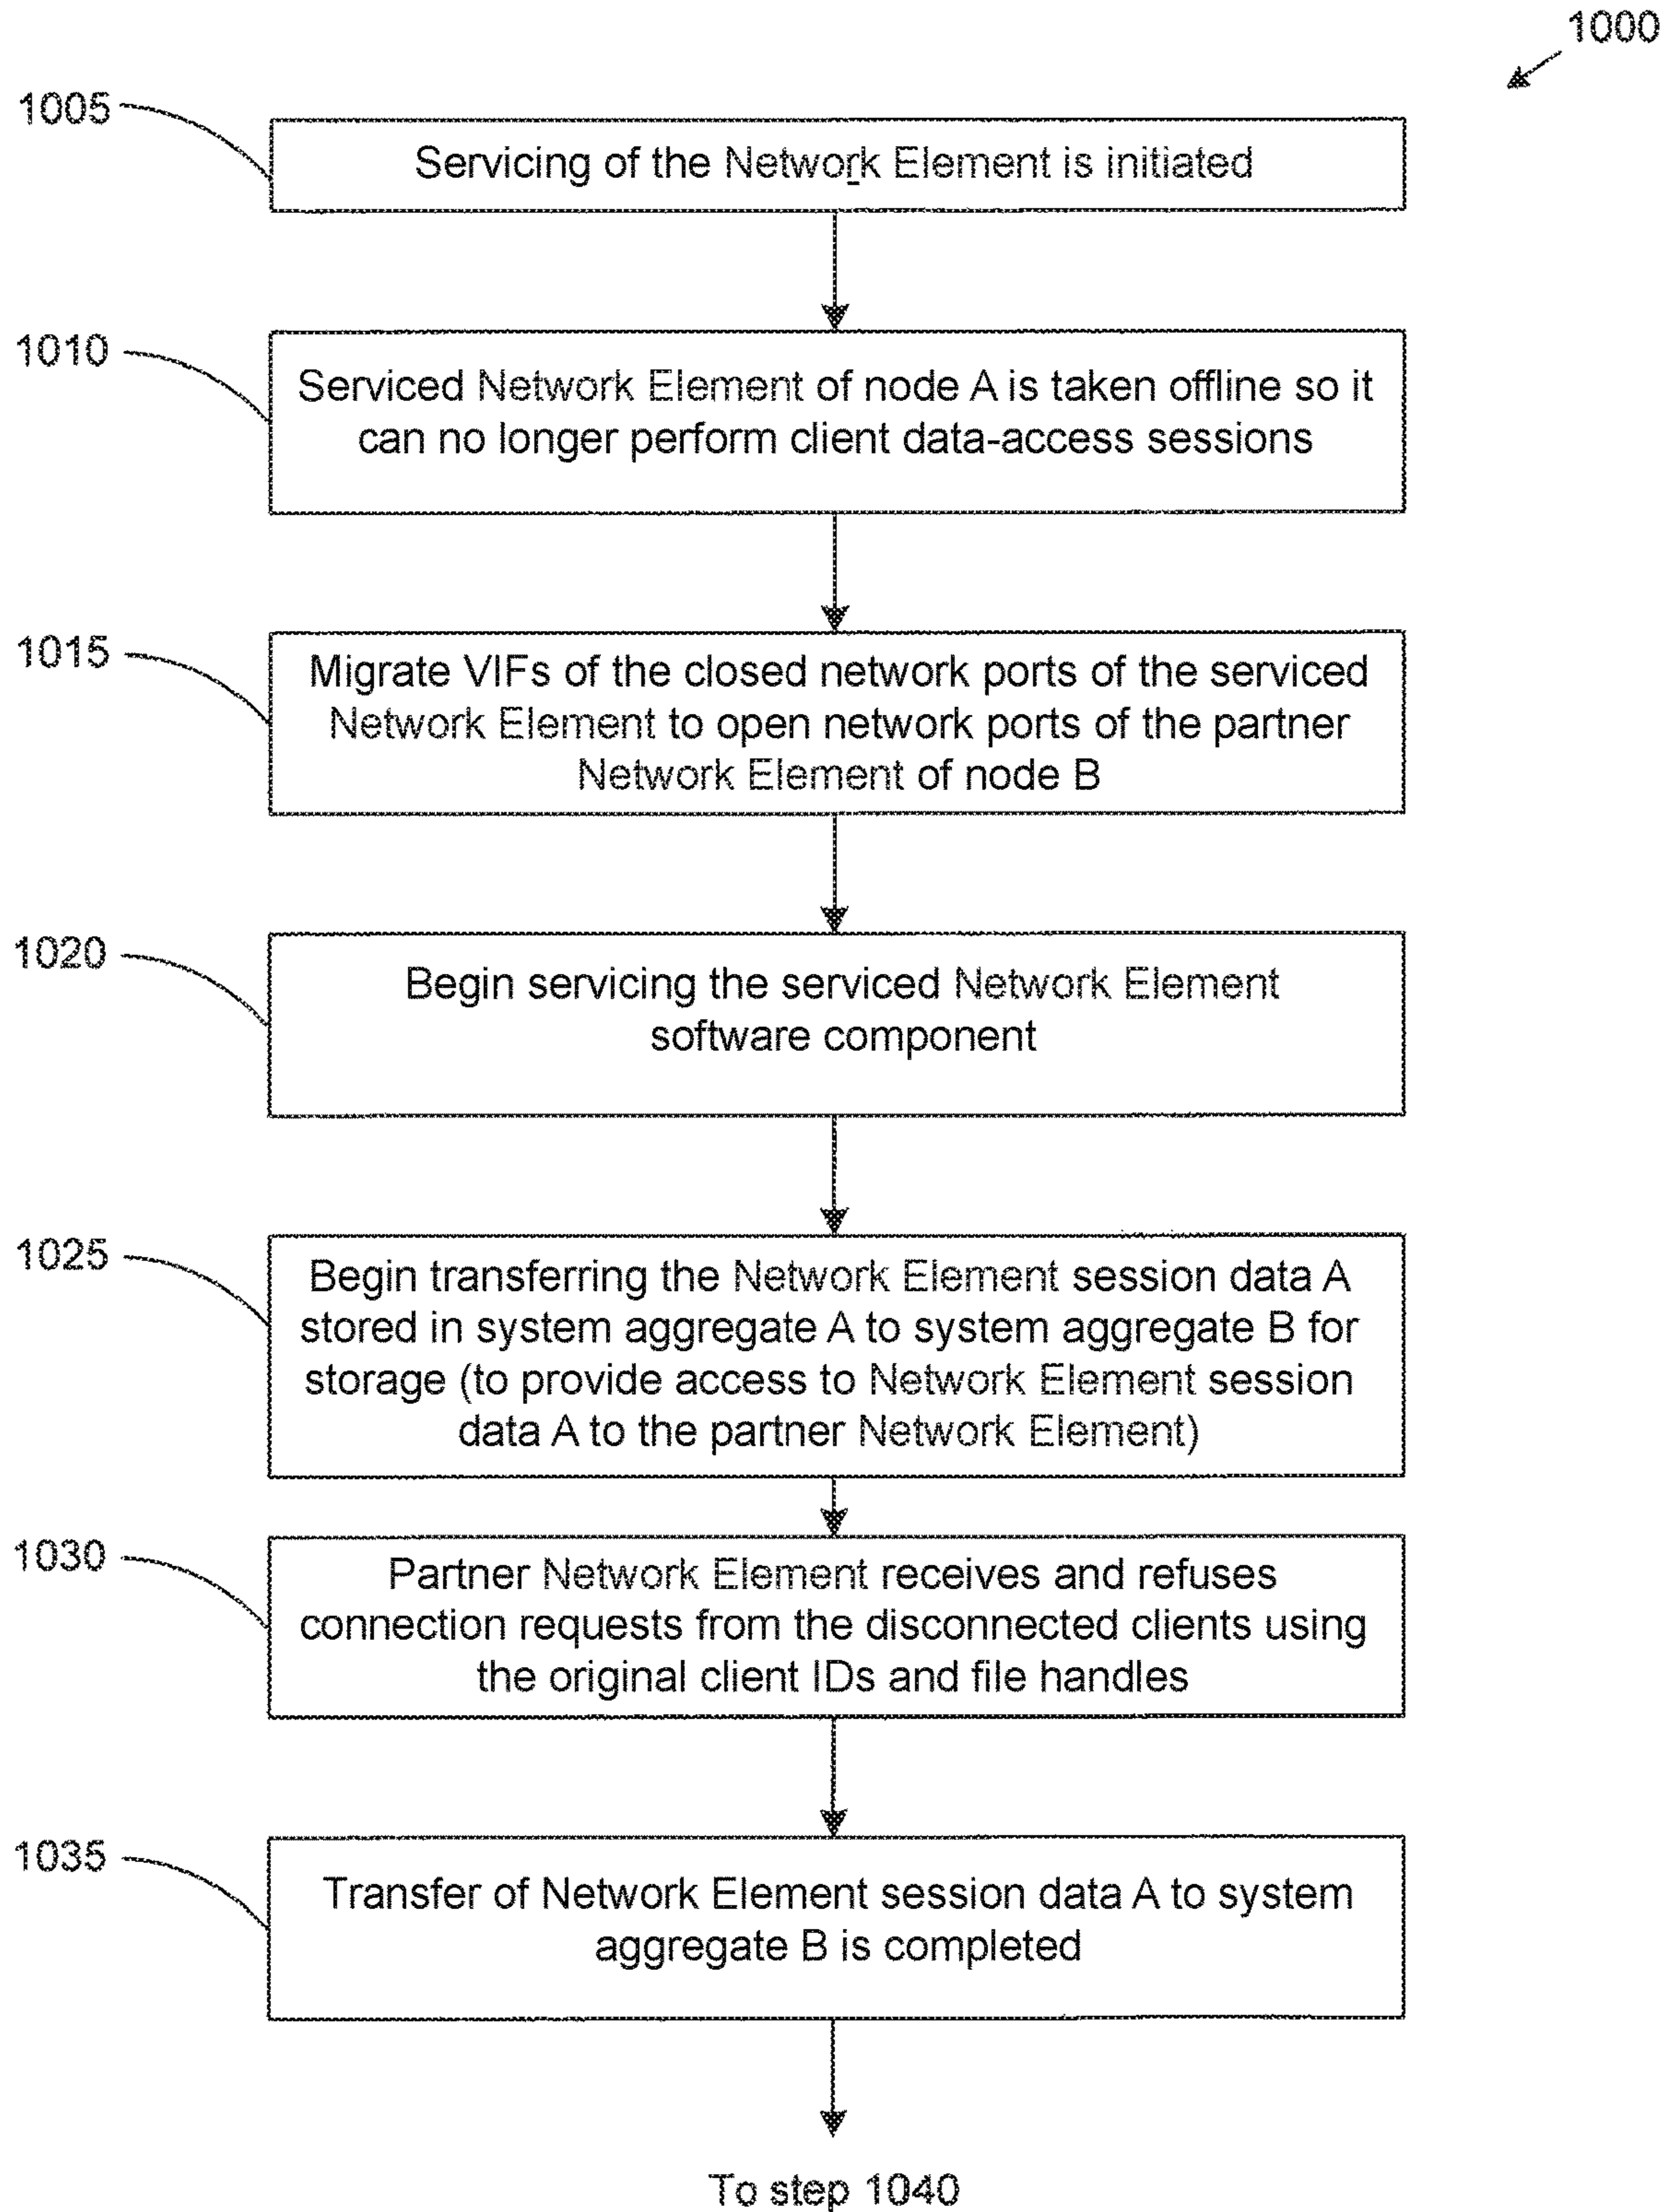 1000
1005
Servicing of the Network Element is initiated
1010
Serviced Network Element of node A is taken offline so it
can no longer perform client data-access sessions
1015
Migrate VIFs of the closed network ports of the serviced
Network Element to open network ports of the partner
Network Element of node B
1020
Begin servicing the serviced Network Element
software component
1025
Begin transferring the Network Element session data A
stored in system aggregate A to system aggregate B for
storage (to provide access to Network Element session
data A to the partner Network Element)
1030
Partner Network Element receives and refuses
connection requests from the disconnected clients using
the original client IDs and file handles
1035
Transfer of Network Element session data A to system
aggregate B is completed
To step 1040